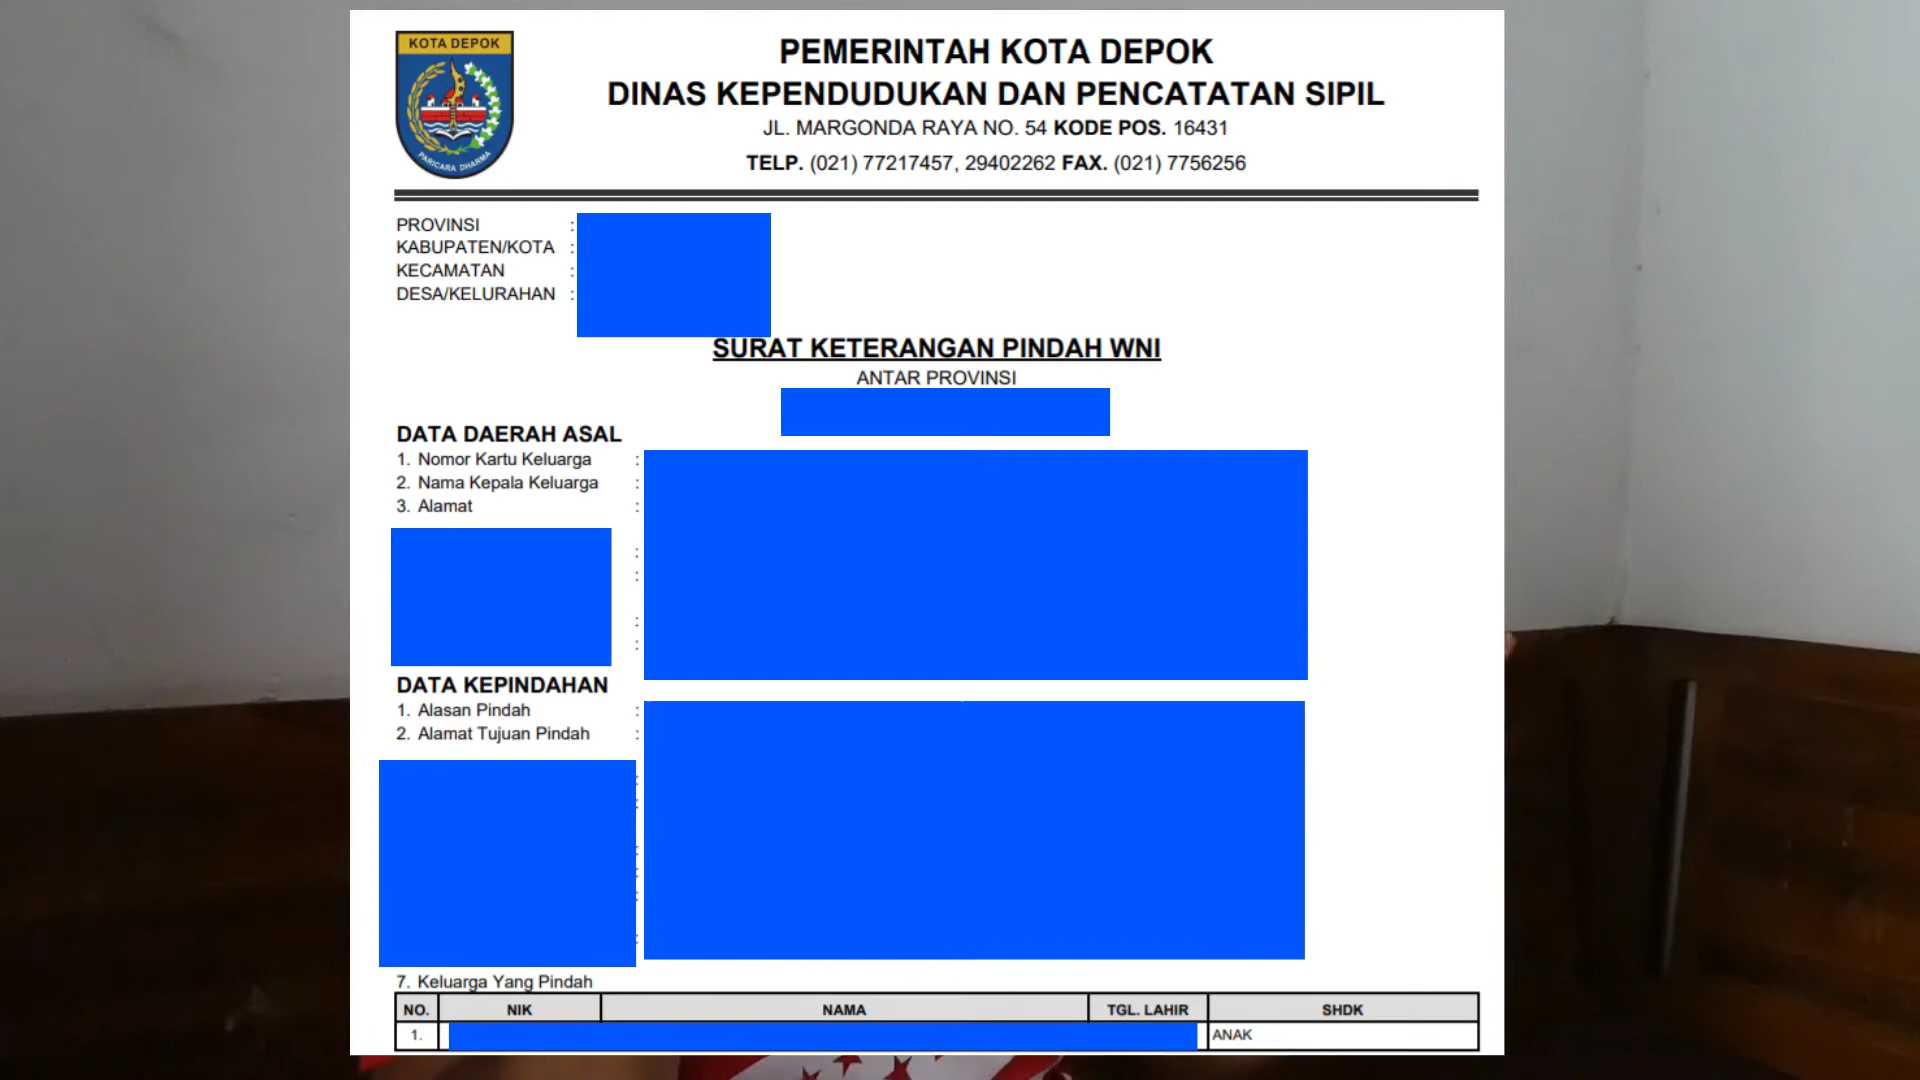 KOTA DEPOK
PARICARA DHARMA
PEMERINTAH KOTA DEPOK
DINAS KEPENDUDUKAN DAN PENCATATAN SIPIL
JL. MARGONDA RAYA NO. 54 KODE POS. 16431
TELP. (021) 77217457, 29402262 FAX. (021) 7756256
PROVINSI :
KABUPATEN/KOTA :
KECAMATAN :
DESA/KELURAHAN :
SURAT KETERANGAN PINDAH WNI
ANTAR PROVINSI
DATA DAERAH ASAL
1. Nomor Kartu Keluarga :
2. Nama Kepala Keluarga :
3. Alamat :
:
:
:
:
DATA KEPINDAHAN
1. Alasan Pindah :
2. Alamat Tujuan Pindah :
:
:
:
:
:
:
7. Keluarga Yang Pindah
NO. NIK NAMA TGL. LAHIR SHDK
1. ANAK